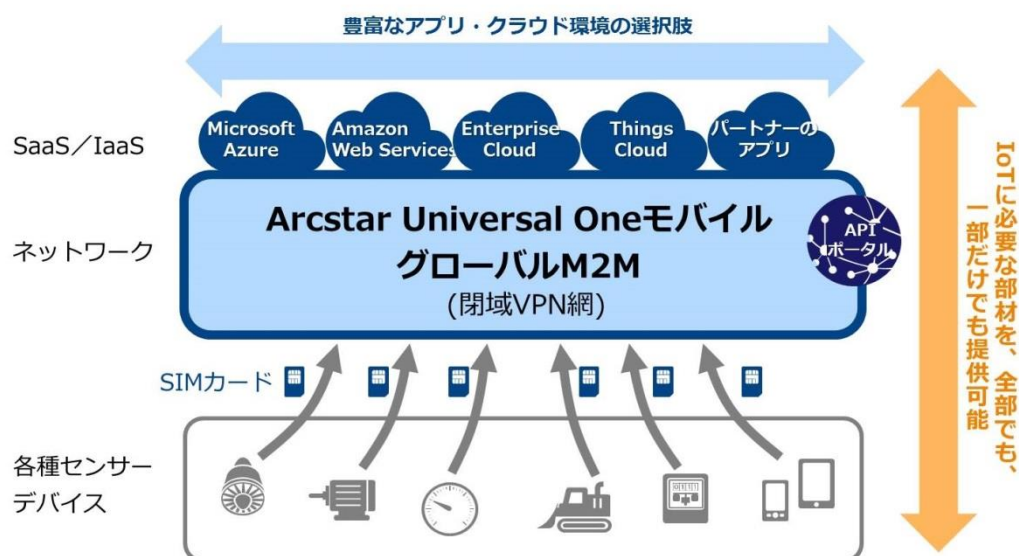 豊富なアプリ・クラウド環境の選択肢
SaaS／IaaS
Microsoft
Azure
Amazon
Web Services
Enterprise
Cloud
Things
Cloud
パートナーの
アプリ
ネットワーク
Arcstar Universal Oneモバイル
グローバルM2M
(閉域VPN網)
API
ポータル
IoTに必要な部材を、全部でも、
一部だけでも提供可能
SIMカード
各種センサー
デバイス